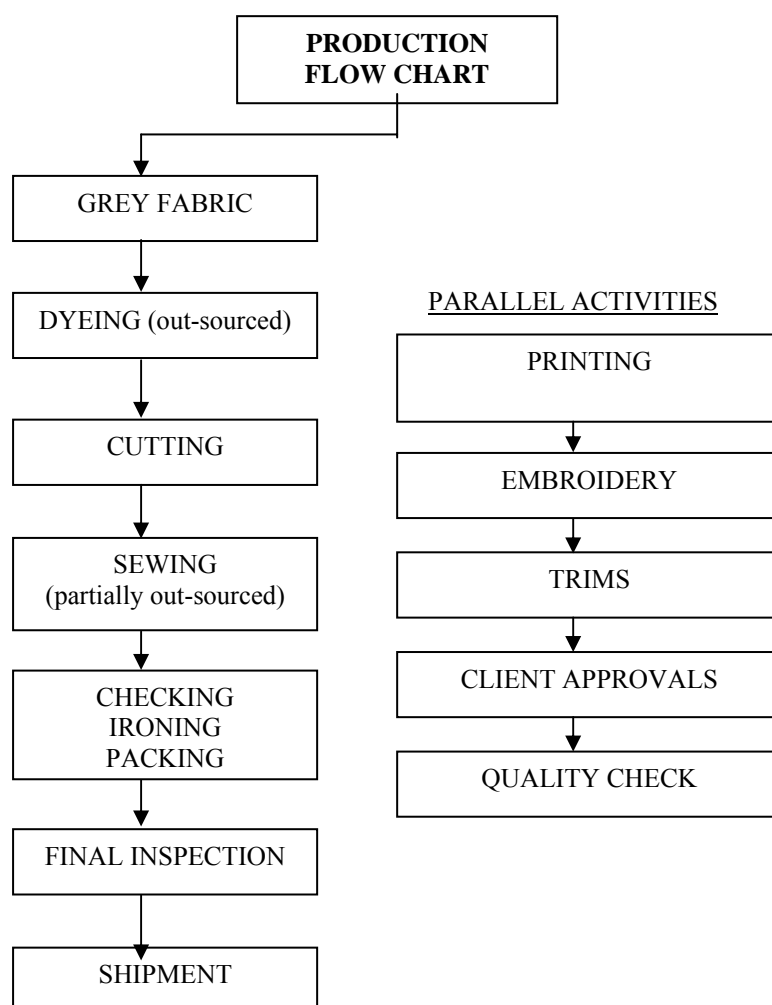 PRODUCTION
FLOW CHART
GREY FABRIC
DYEING (out-sourced)
CUTTING
SEWING
(partially out-sourced)
CHECKING
IRONING
PACKING
FINAL INSPECTION
SHIPMENT
PARALLEL ACTIVITIES
PRINTING
EMBROIDERY
TRIMS
CLIENT APPROVALS
QUALITY CHECK